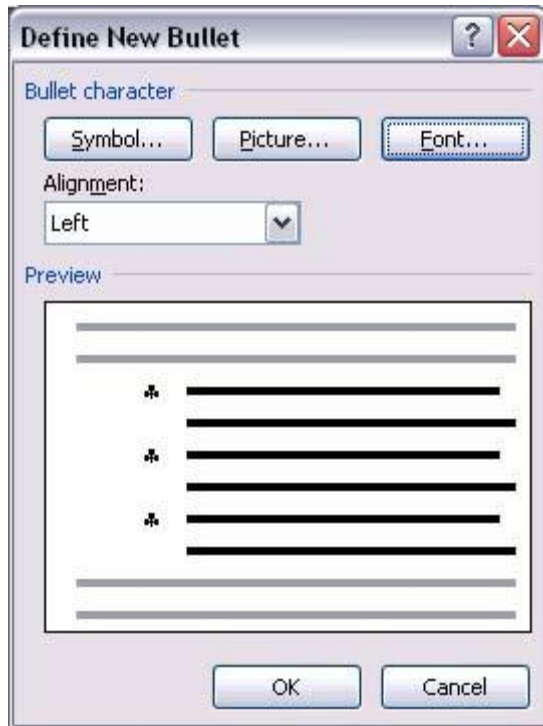 Define New Bullet
Bullet character
Symbol... Picture... Font...
Alignment:
Left
Preview
OK Cancel